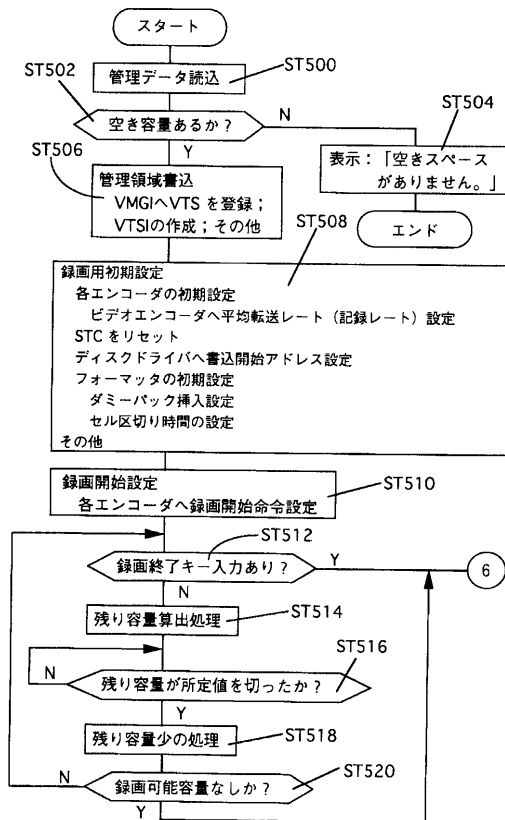 スタート
ST500
管理データ読込
ST502
空き容量あるか？
N
ST504
Y
表示：「空きスペース
がありません。」
ST506
管理領域書込
VMGIへVTS を登録；
VTSIの作成；その他
エンド
ST508
録画用初期設定
各エンコーダの初期設定
ビデオエンコーダへ平均転送レート（記録レート）設定
STC をリセット
ディスクドライバへ書込開始アドレス設定
フォーマッタの初期設定
ダミーパック挿入設定
セル区切り時間の設定
その他
録画開始設定
各エンコーダへ録画開始命令設定
ST510
ST512
録画終了キー入力あり？
Y
6
N
残り容量算出処理
ST514
ST516
N
残り容量が所定値を切ったか？
Y
残り容量少の処理
ST518
N
ST520
録画可能容量なしか？
Y